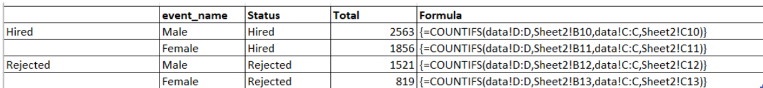 event_name Status Total Formula
Hired Male Hired 2563 {=COUNTIFS(data!D:D,Sheet2!B10,data!C:C,Sheet2!C10)}
Female Hired 1856 {=COUNTIFS(data!D:D,Sheet2!B11,data!C:C,Sheet2!C11)}
Rejected Male Rejected 1521 {=COUNTIFS(data!D:D,Sheet2!B12,data!C:C,Sheet2!C12)}
Female Rejected 819 {=COUNTIFS(data!D:D,Sheet2!B13,data!C:C,Sheet2!C13)}